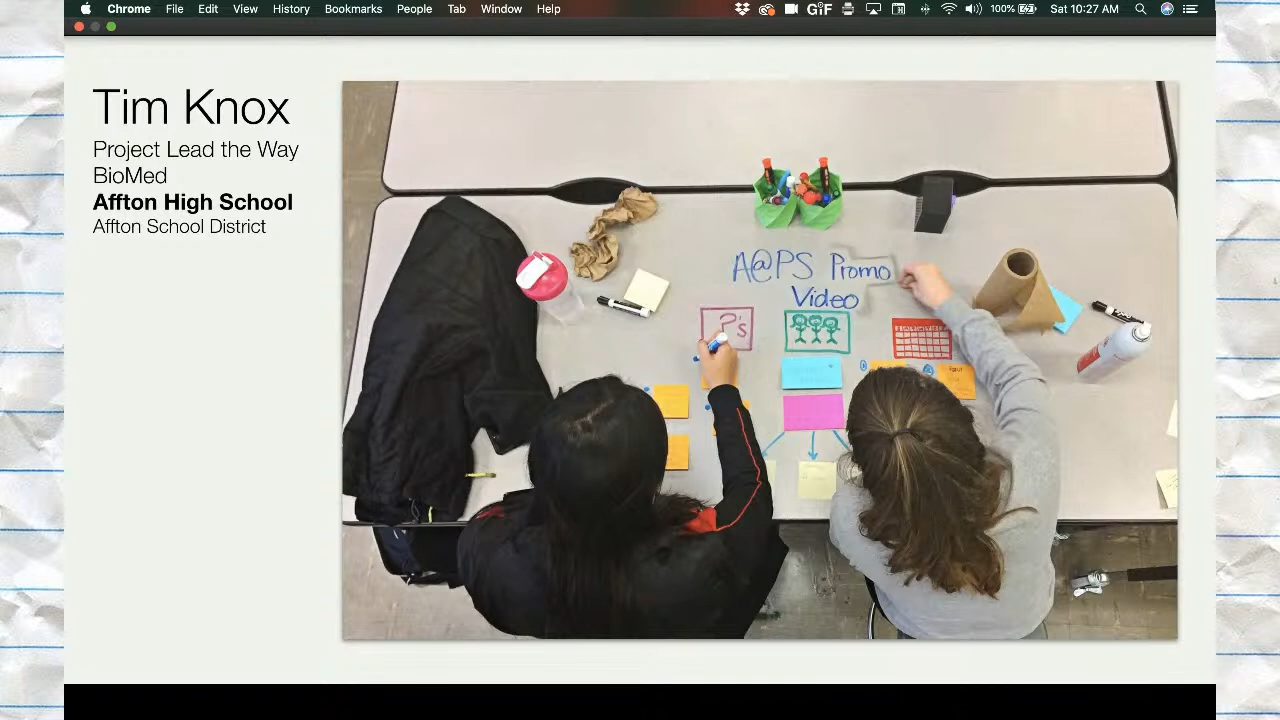 Chrome File Edit View History Bookmarks People Tab Window Help GiF 100% Sat 10:27 AM
Tim Knox
Project Lead the Way
BioMed
Affton High School
Affton School District
A@PS Promo
Video
?'s